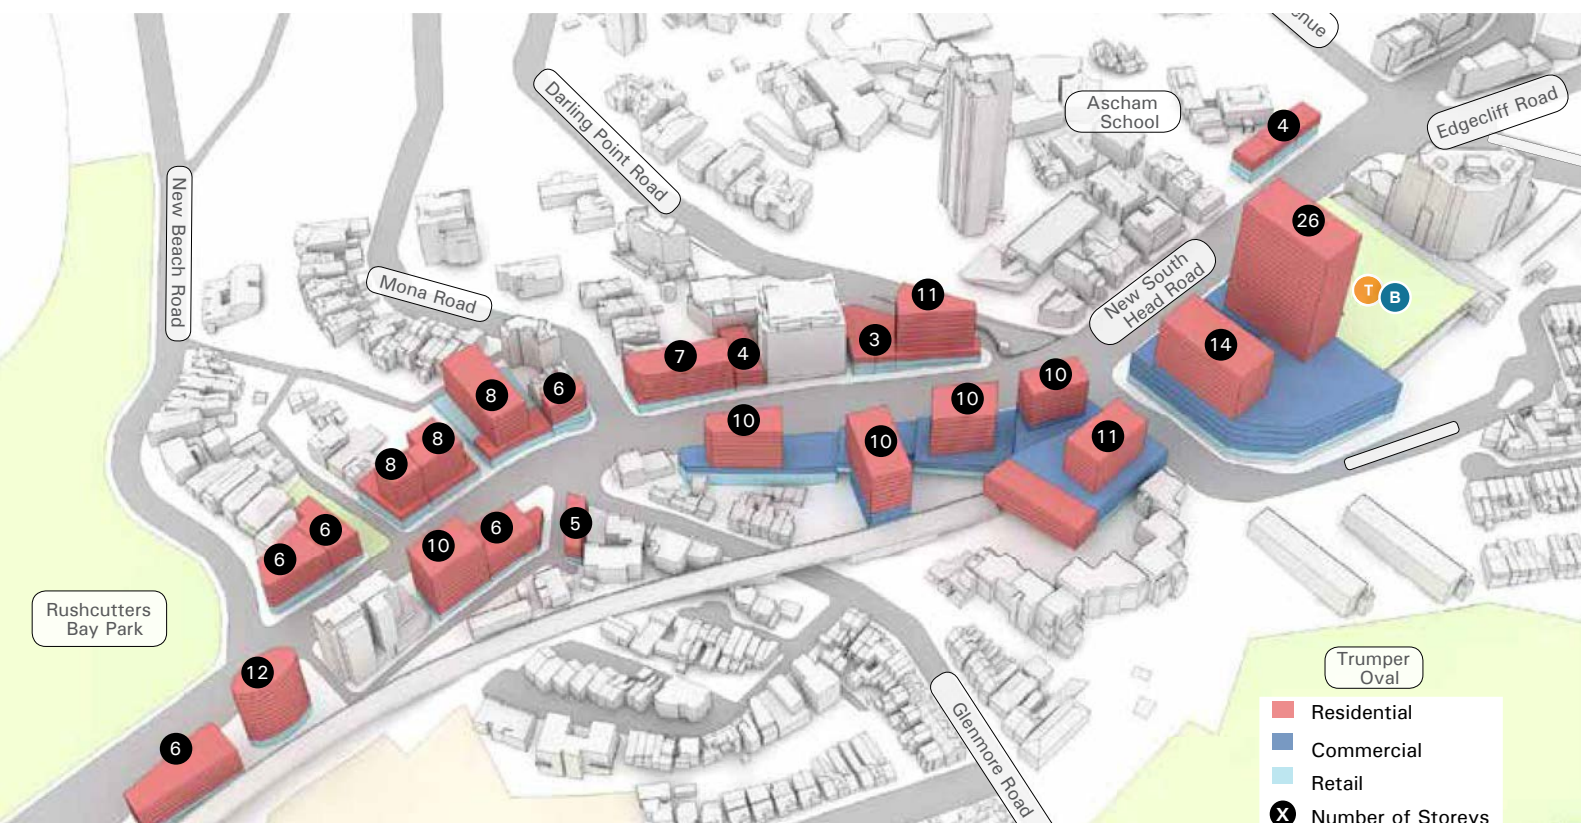 nue
Edgecliff Road
Ascham
School
Darling Point Road
4
New Beach Road
26
T
B
Mona Road
New South
Head Road
11
3
14
7
4
10
8
6
10
10
10
11
8
8
6
6
10
6
5
Rushcutters
Bay Park
12
6
Glenmore Road
Trumper
Oval
Residential
Commercial
Retail
X Number of Storeys